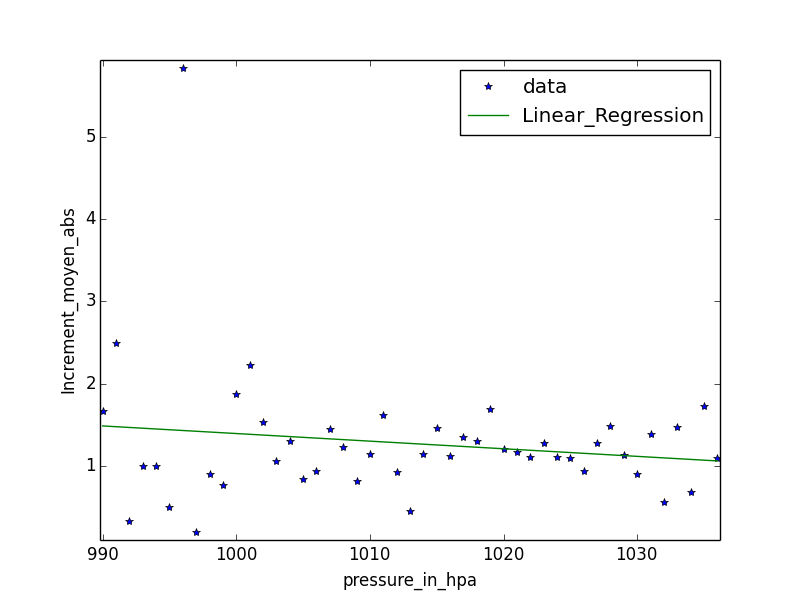 data
Linear_Regression
5
4
3
2
1
Increment_moyen_abs
990 1000 1010 1020 1030
pressure_in_hpa